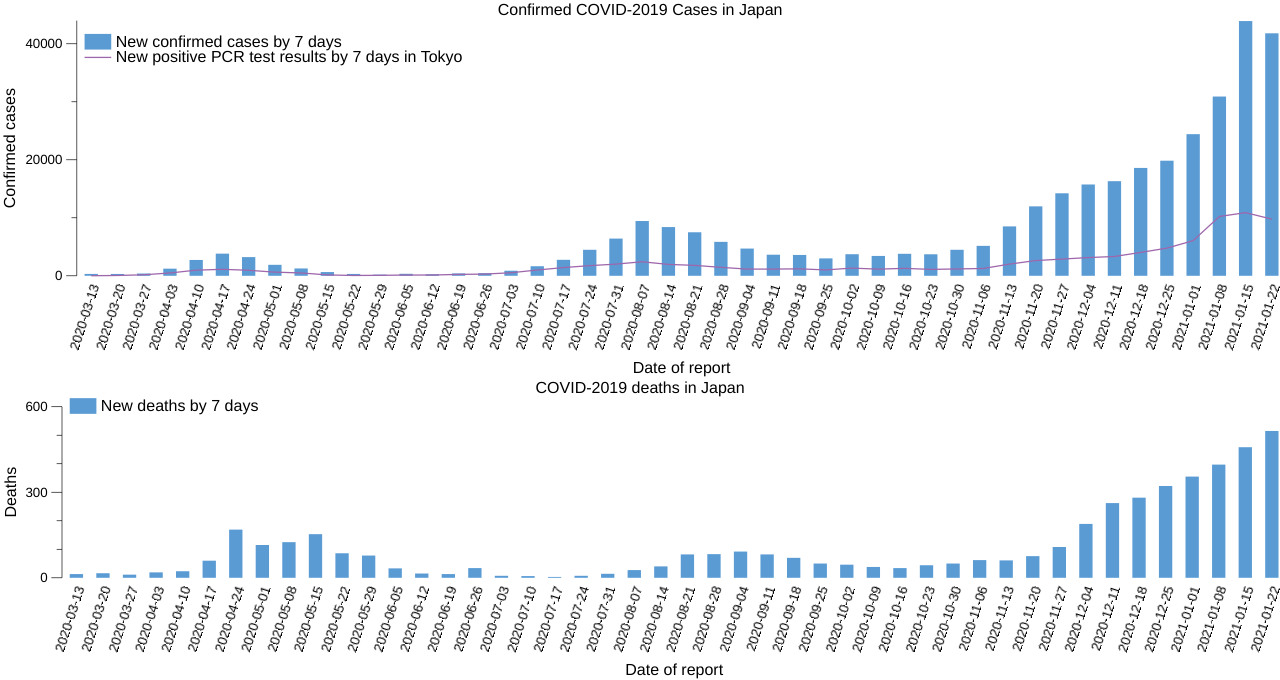 Confirmed COVID-2019 Cases in Japan
40000
New confirmed cases by 7 days
New positive PCR test results by 7 days in Tokyo
Confirmed cases
20000
0
2020-03-13 2020-03-20 2020-03-27 2020-04-03 2020-04-10 2020-04-17 2020-04-24 2020-05-01 2020-05-08 2020-05-15 2020-05-22 2020-05-29 2020-06-05 2020-06-12 2020-06-19 2020-06-26 2020-07-03 2020-07-10 2020-07-17 2020-07-24 2020-07-31 2020-08-07 2020-08-14 2020-08-21 2020-08-28 2020-09-04 2020-09-11 2020-09-18 2020-09-25 2020-10-02 2020-10-09 2020-10-16 2020-10-23 2020-10-30 2020-11-06 2020-11-13 2020-11-20 2020-11-27 2020-12-04 2020-12-11 2020-12-18 2020-12-25 2021-01-01 2021-01-08 2021-01-15 2021-01-22
Date of report
COVID-2019 deaths in Japan
600
New deaths by 7 days
Deaths
300
0
2020-03-13 2020-03-20 2020-03-27 2020-04-03 2020-04-10 2020-04-17 2020-04-24 2020-05-01 2020-05-08 2020-05-15 2020-05-22 2020-05-29 2020-06-05 2020-06-12 2020-06-19 2020-06-26 2020-07-03 2020-07-10 2020-07-17 2020-07-24 2020-07-31 2020-08-07 2020-08-14 2020-08-21 2020-08-28 2020-09-04 2020-09-11 2020-09-18 2020-09-25 2020-10-02 2020-10-09 2020-10-16 2020-10-23 2020-10-30 2020-11-06 2020-11-13 2020-11-20 2020-11-27 2020-12-04 2020-12-11 2020-12-18 2020-12-25 2021-01-01 2021-01-08 2021-01-15 2021-01-22
Date of report